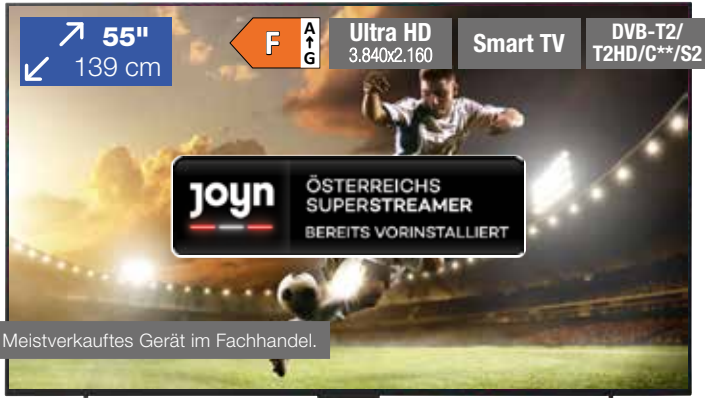 55"
139 cm
F
A
↑
G
Ultra HD
3.840x2.160
Smart TV
DVB-T2/
T2HD/C**/S2
joyn
ÖSTERREICHS
SUPERSTREAMER
BEREITS VORINSTALLIERT
Meistverkauftes Gerät im Fachhandel.